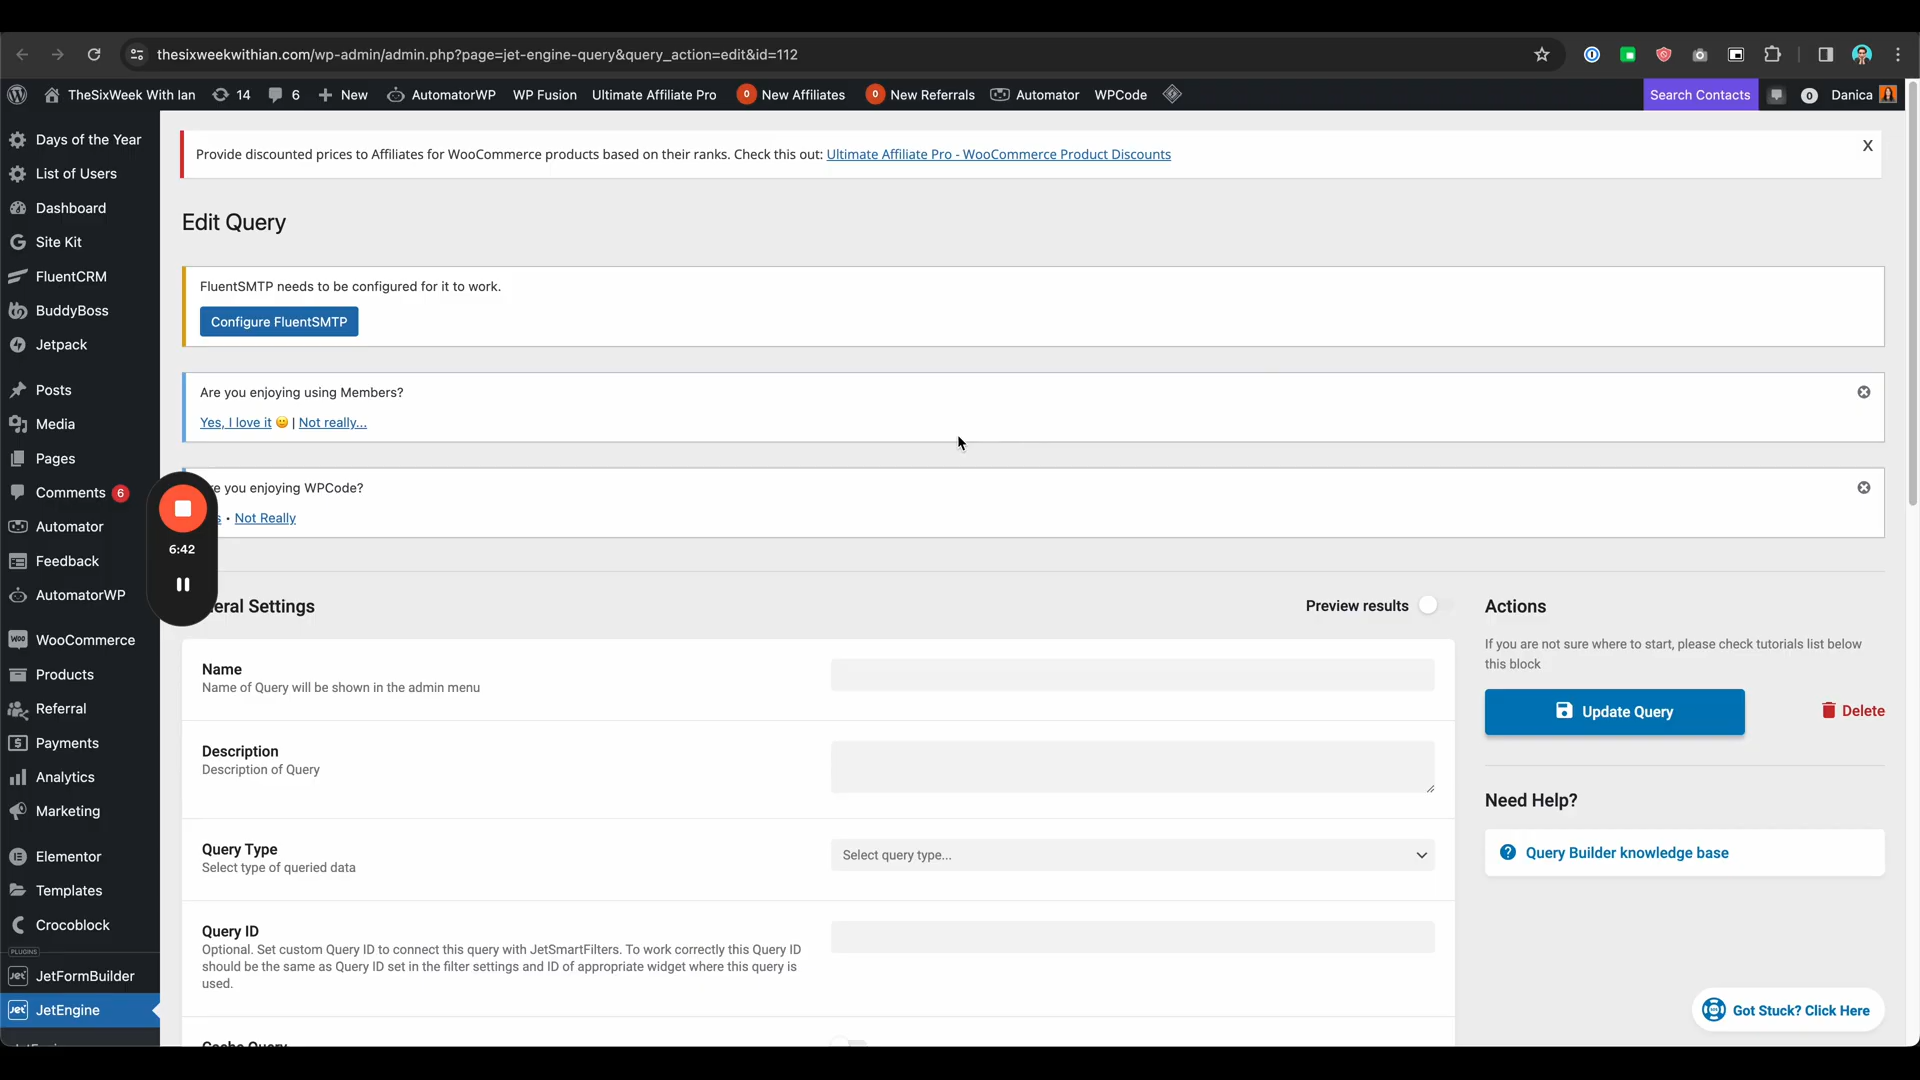 thesixweekwithian.com/wp-admin/admin.php?page=jet-engine-query&query_action=edit&id=112
TheSixWeek With Ian 14 6 New AutomatorWP WP Fusion Ultimate Affiliate Pro 0 New Affiliates 0 New Referrals Automator WPCode Search Contacts 0 Danica
Days of the Year
List of Users
Dashboard
Site Kit
FluentCRM
BuddyBoss
Jetpack
Posts
Media
Pages
Comments 6
Automator
Feedback
AutomatorWP
WooCommerce
Products
Referral
Payments
Analytics
Marketing
Elementor
Templates
Crocoblock
PLUGINS
JetFormBuilder
JetEngine
6:42
Provide discounted prices to Affiliates for WooCommerce products based on their ranks. Check this out: Ultimate Affiliate Pro - WooCommerce Product Discounts
X
Edit Query
FluentSMTP needs to be configured for it to work.
Configure FluentSMTP
Are you enjoying using Members?
Yes, I love it 🙂 | Not really...
re you enjoying WPCode?
s • Not Really
eral Settings
Preview results
Name
Name of Query will be shown in the admin menu
Description
Description of Query
Query Type
Select type of queried data
Select query type...
Query ID
Optional. Set custom Query ID to connect this query with JetSmartFilters. To work correctly this Query ID
should be the same as Query ID set in the filter settings and ID of appropriate widget where this query is
used.
Actions
If you are not sure where to start, please check tutorials list below
this block
Update Query
Delete
Need Help?
Query Builder knowledge base
Got Stuck? Click Here